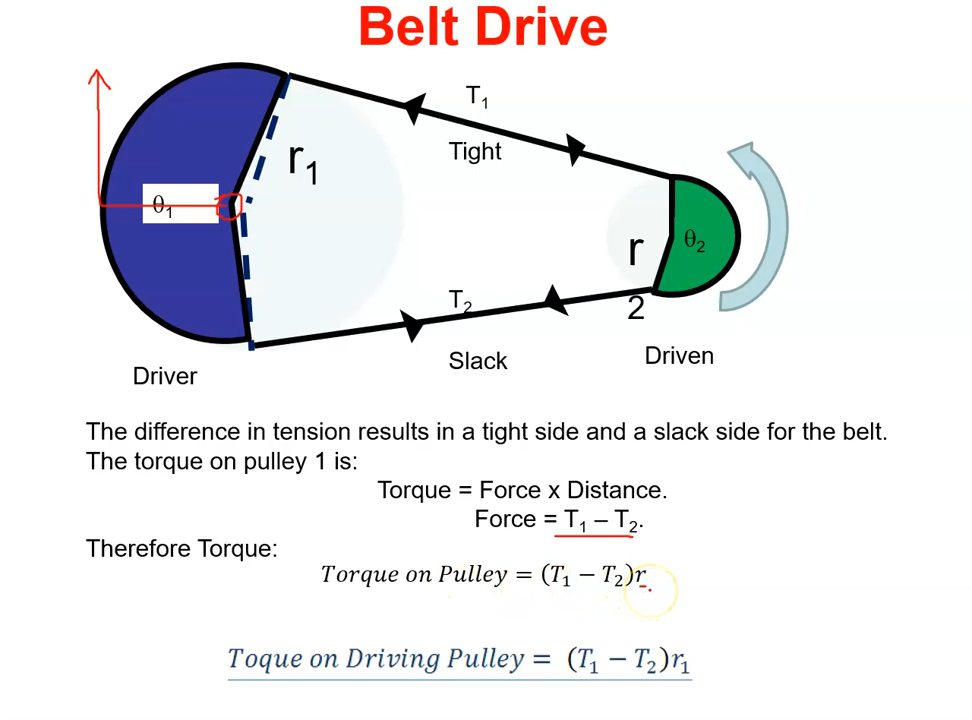 Belt Drive
T₁
Tight
r₁
θ₁
θ₂
r
2
T₂
Slack
Driver
Driven
The difference in tension results in a tight side and a slack side for the belt.
The torque on pulley 1 is:
Torque = Force x Distance.
Force = T₁ – T₂.
Therefore Torque:
Torque on Pulley = (T₁ − T₂)r
Toque on Driving Pulley = (T₁ − T₂)r₁